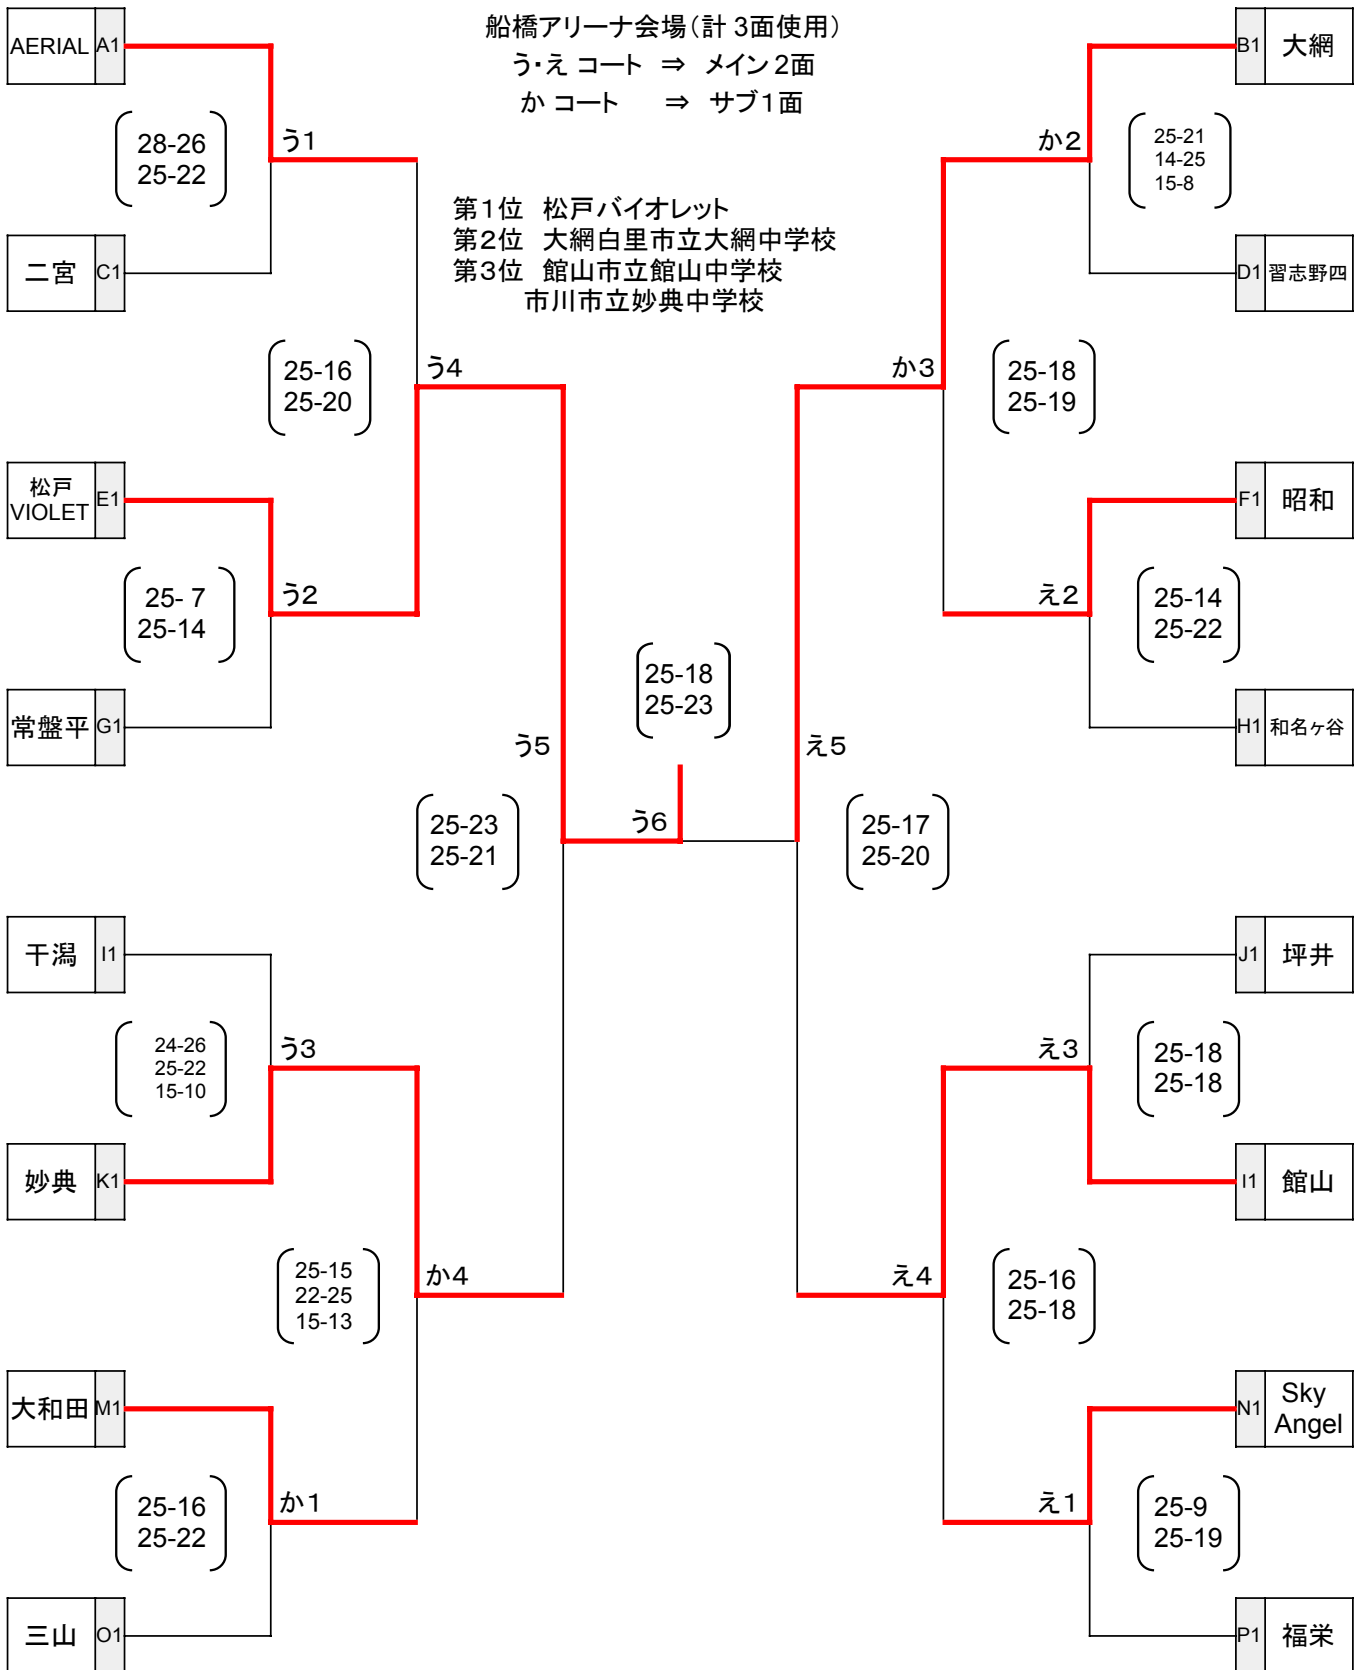 船橋アリーナ会場(計 3面使用)
う・え コート ⇒ メイン2面
か コート ⇒ サブ1面
第1位 松戸バイオレット
第2位 大網白里市立大網中学校
第3位 館山市立館山中学校
市川市立妙典中学校
AERIAL A1
28-26
25-22
う1
二宮 C1
25-16
25-20
う4
松戸
VIOLET E1
25- 7
25-14
う2
常盤平 G1
う5
25-23
25-21
干潟 I1
24-26
25-22
15-10
う3
妙典 K1
25-15
22-25
15-13
か4
大和田 M1
25-16
25-22
か1
三山 O1
25-18
25-23
う6
B1 大網
か2
25-21
14-25
15-8
D1 習志野四
か3
25-18
25-19
F1 昭和
え2
25-14
25-22
H1 和名ヶ谷
え5
25-17
25-20
J1 坪井
え3
25-18
25-18
I1 館山
え4
25-16
25-18
N1 Sky
Angel
え1
25-9
25-19
P1 福栄